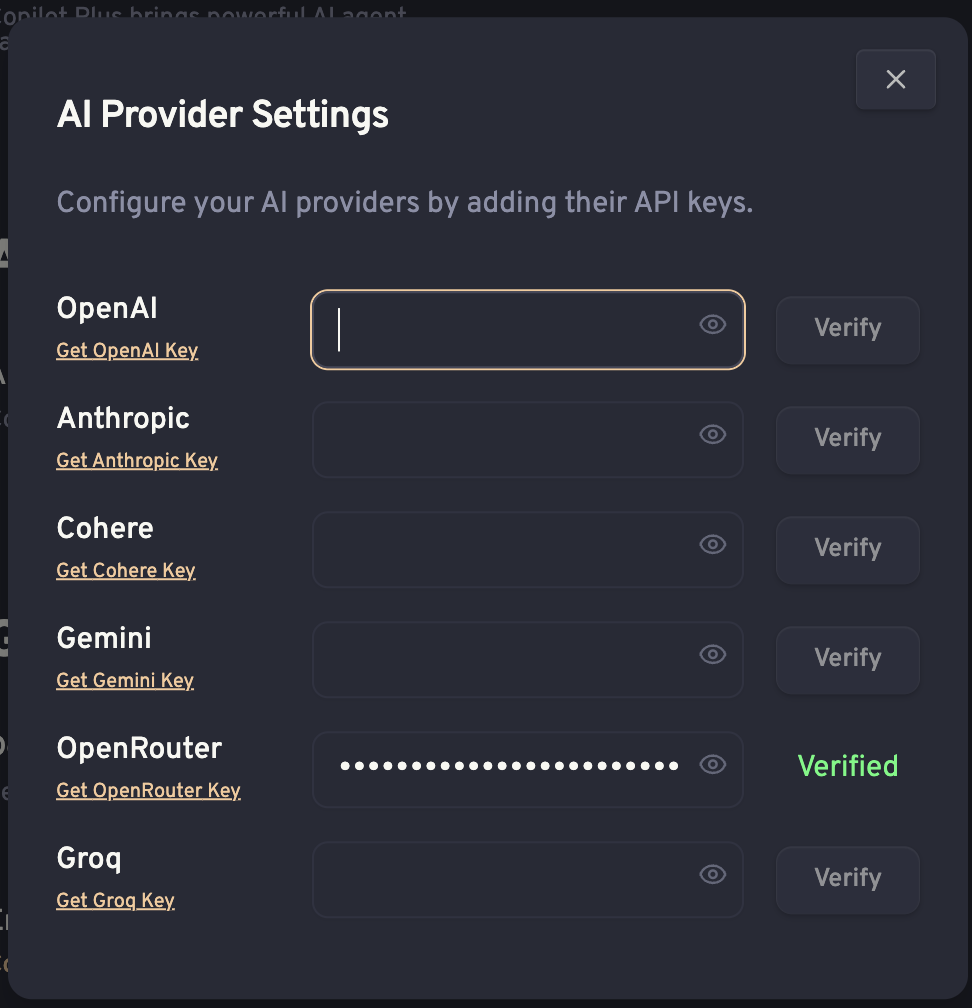 Copilot Plus brings powerful AI agent
AI Provider Settings
Configure your AI providers by adding their API keys.
OpenAI
Get OpenAI Key
Verify
Anthropic
Get Anthropic Key
Verify
Cohere
Get Cohere Key
Verify
Gemini
Get Gemini Key
Verify
OpenRouter
Get OpenRouter Key
••••••••••••••••••••••••
Verified
Groq
Get Groq Key
Verify